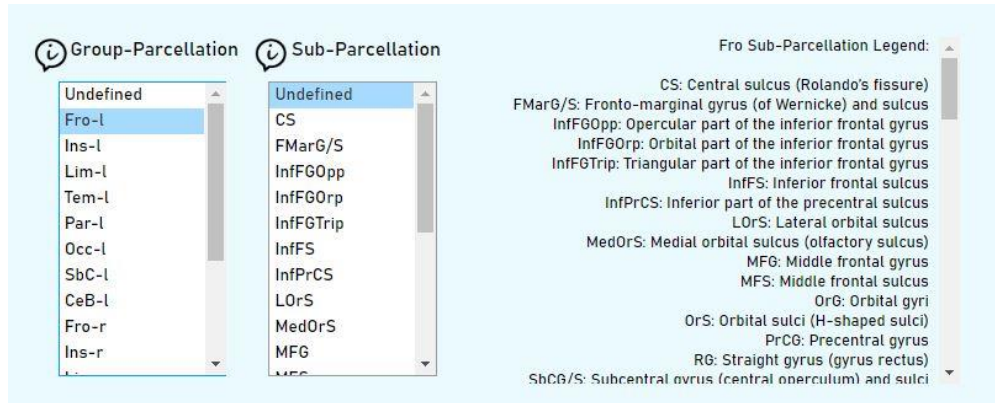 Group-Parcellation
Undefined
Fro-l
Ins-l
Lim-l
Tem-l
Par-l
Occ-l
SbC-l
CeB-l
Fro-r
Ins-r
Sub-Parcellation
Undefined
CS
FMarG/S
InfFGOpp
InfFGOrp
InfFGTrip
InfFS
InfPrCS
LOrS
MedOrS
MFG
MFS
Fro Sub-Parcellation Legend:
CS: Central sulcus (Rolando's fissure)
FMarG/S: Fronto-marginal gyrus (of Wernicke) and sulcus
InfFGOpp: Opercular part of the inferior frontal gyrus
InfFGOrp: Orbital part of the inferior frontal gyrus
InfFGTrip: Triangular part of the inferior frontal gyrus
InfFS: Inferior frontal sulcus
InfPrCS: Inferior part of the precentral sulcus
LOrS: Lateral orbital sulcus
MedOrS: Medial orbital sulcus (olfactory sulcus)
MFG: Middle frontal gyrus
MFS: Middle frontal sulcus
OrG: Orbital gyri
OrS: Orbital sulci (H-shaped sulci)
PrCG: Precentral gyrus
RG: Straight gyrus (gyrus rectus)
SbCG/S: Subcentral gyrus (central operculum) and sulci